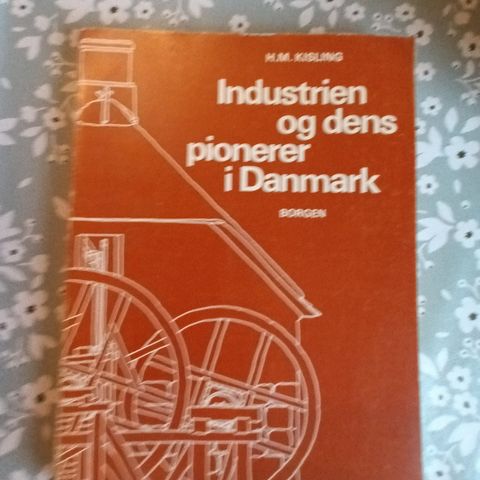 H.M. KISLING
Industrien
og dens
pionerer
i Danmark
BORGEN